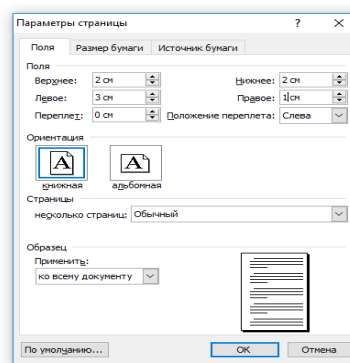 Параметры страницы ? ×
Поля Размер бумаги Источник бумаги
Поля
Верхнее: 2 см Нижнее: 2 см
Левое: 3 см Правое: 1 см
Переплет: 0 см Положение переплета: Слева
Ориентация
A A
книжная альбомная
Страницы
несколько страниц: Обычный
Образец
Применить:
ко всему документу
По умолчанию... ОК Отмена